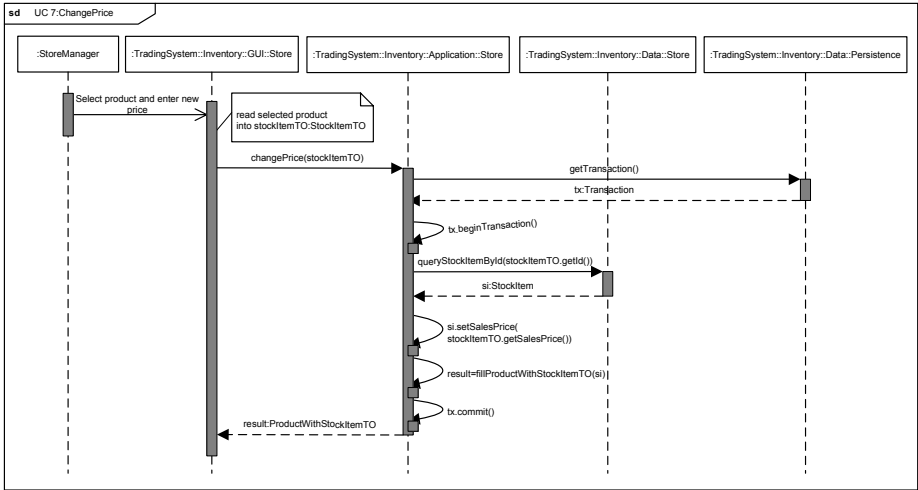 sd UC 7:ChangePrice
:StoreManager
:TradingSystem::Inventory::GUI::Store
:TradingSystem::Inventory::Application::Store
:TradingSystem::Inventory::Data::Store
:TradingSystem::Inventory::Data::Persistence
Select product and enter new
price
read selected product
into stockItemTO:StockItemTO
changePrice(stockItemTO)
getTransaction()
tx:Transaction
tx.beginTransaction()
queryStockItemById(stockItemTO.getId())
si:StockItem
si.setSalesPrice(
stockItemTO.getSalesPrice())
result=fillProductWithStockItemTO(si)
tx.commit()
result:ProductWithStockItemTO